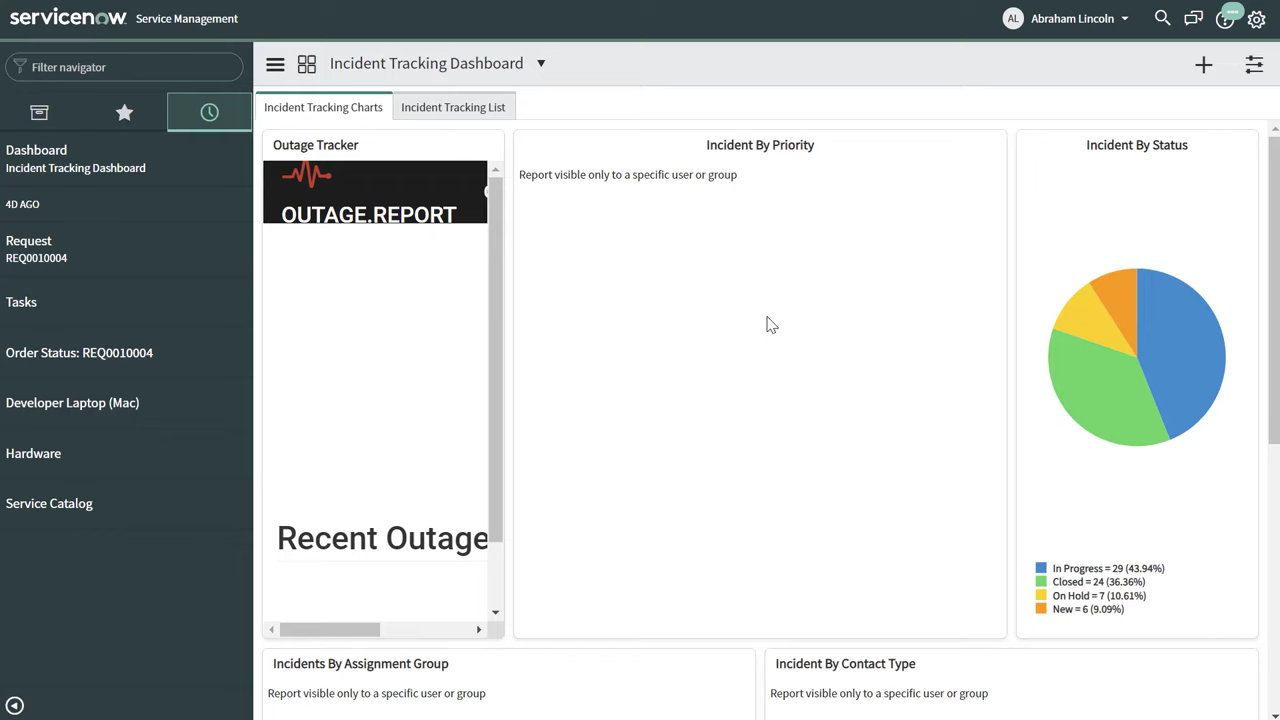 servicenow Service Management
AL Abraham Lincoln
Filter navigator
Dashboard
Incident Tracking Dashboard
4D AGO
Request
REQ0010004
Tasks
Order Status: REQ0010004
Developer Laptop (Mac)
Hardware
Service Catalog
Incident Tracking Dashboard
Incident Tracking Charts
Incident Tracking List
Outage Tracker
OUTAGE.REPORT
Recent Outage
Incident By Priority
Report visible only to a specific user or group
Incident By Status
In Progress = 29 (43.94%)
Closed = 24 (36.36%)
On Hold = 7 (10.61%)
New = 6 (9.09%)
Incidents By Assignment Group
Report visible only to a specific user or group
Incident By Contact Type
Report visible only to a specific user or group